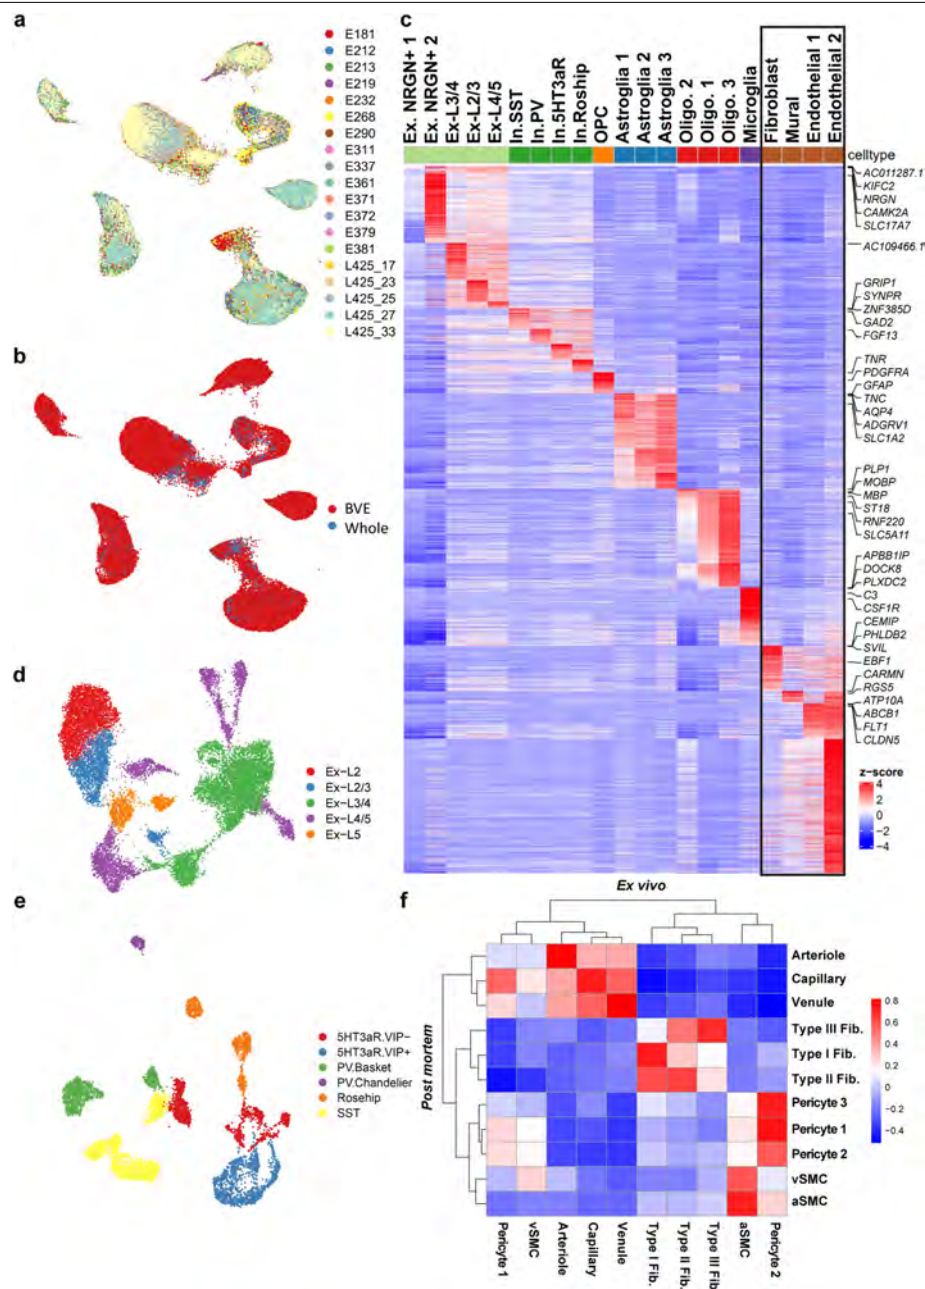 a
E181
E212
E213
E219
E232
E268
E290
E311
E337
E361
E371
E372
E379
E381
L425_17
L425_23
L425_25
L425_27
L425_33
b
BVE
Whole
c
Ex. NRGN+ 1
Ex. NRGN+ 2
Ex-L3/4
Ex-L2/3
Ex-L4/5
In.SST
In.PV
In.5HT3aR
In.Roship
OPC
Astroglia 1
Astroglia 2
Astroglia 3
Oligo. 2
Oligo. 1
Oligo. 3
Microglia
Fibroblast
Mural
Endothelial 1
Endothelial 2
celltype
AC011287.1
KIFC2
NRGN
CAMK2A
SLC17A7
AC109466.1
GRIP1
SYNPR
ZNF385D
GAD2
FGF13
TNR
PDGFRA
GFAP
TNC
AQP4
ADGRV1
SLC1A2
PLP1
MOBP
MBP
ST18
RNF220
SLC5A11
APBB1IP
DOCK8
PLXDC2
C3
CSF1R
CEMIP
PHLDB2
SVIL
EBF1
CARMN
RGS5
ATP10A
ABCB1
FLT1
CLDN5
z-score
4
2
0
−2
−4
d
Ex−L2
Ex−L2/3
Ex−L3/4
Ex−L4/5
Ex−L5
e
5HT3aR.VIP−
5HT3aR.VIP+
PV.Basket
PV.Chandelier
Rosehip
SST
f
Ex vivo
Post mortem
Arteriole
Capillary
Venule
Type III Fib.
Type I Fib.
Type II Fib.
Pericyte 3
Pericyte 1
Pericyte 2
vSMC
aSMC
Pericyte 1
vSMC
Arteriole
Capillary
Venule
Type I Fib.
Type II Fib.
Type III Fib.
aSMC
Pericyte 2
0.8
0.6
0.4
0.2
0
−0.2
−0.4